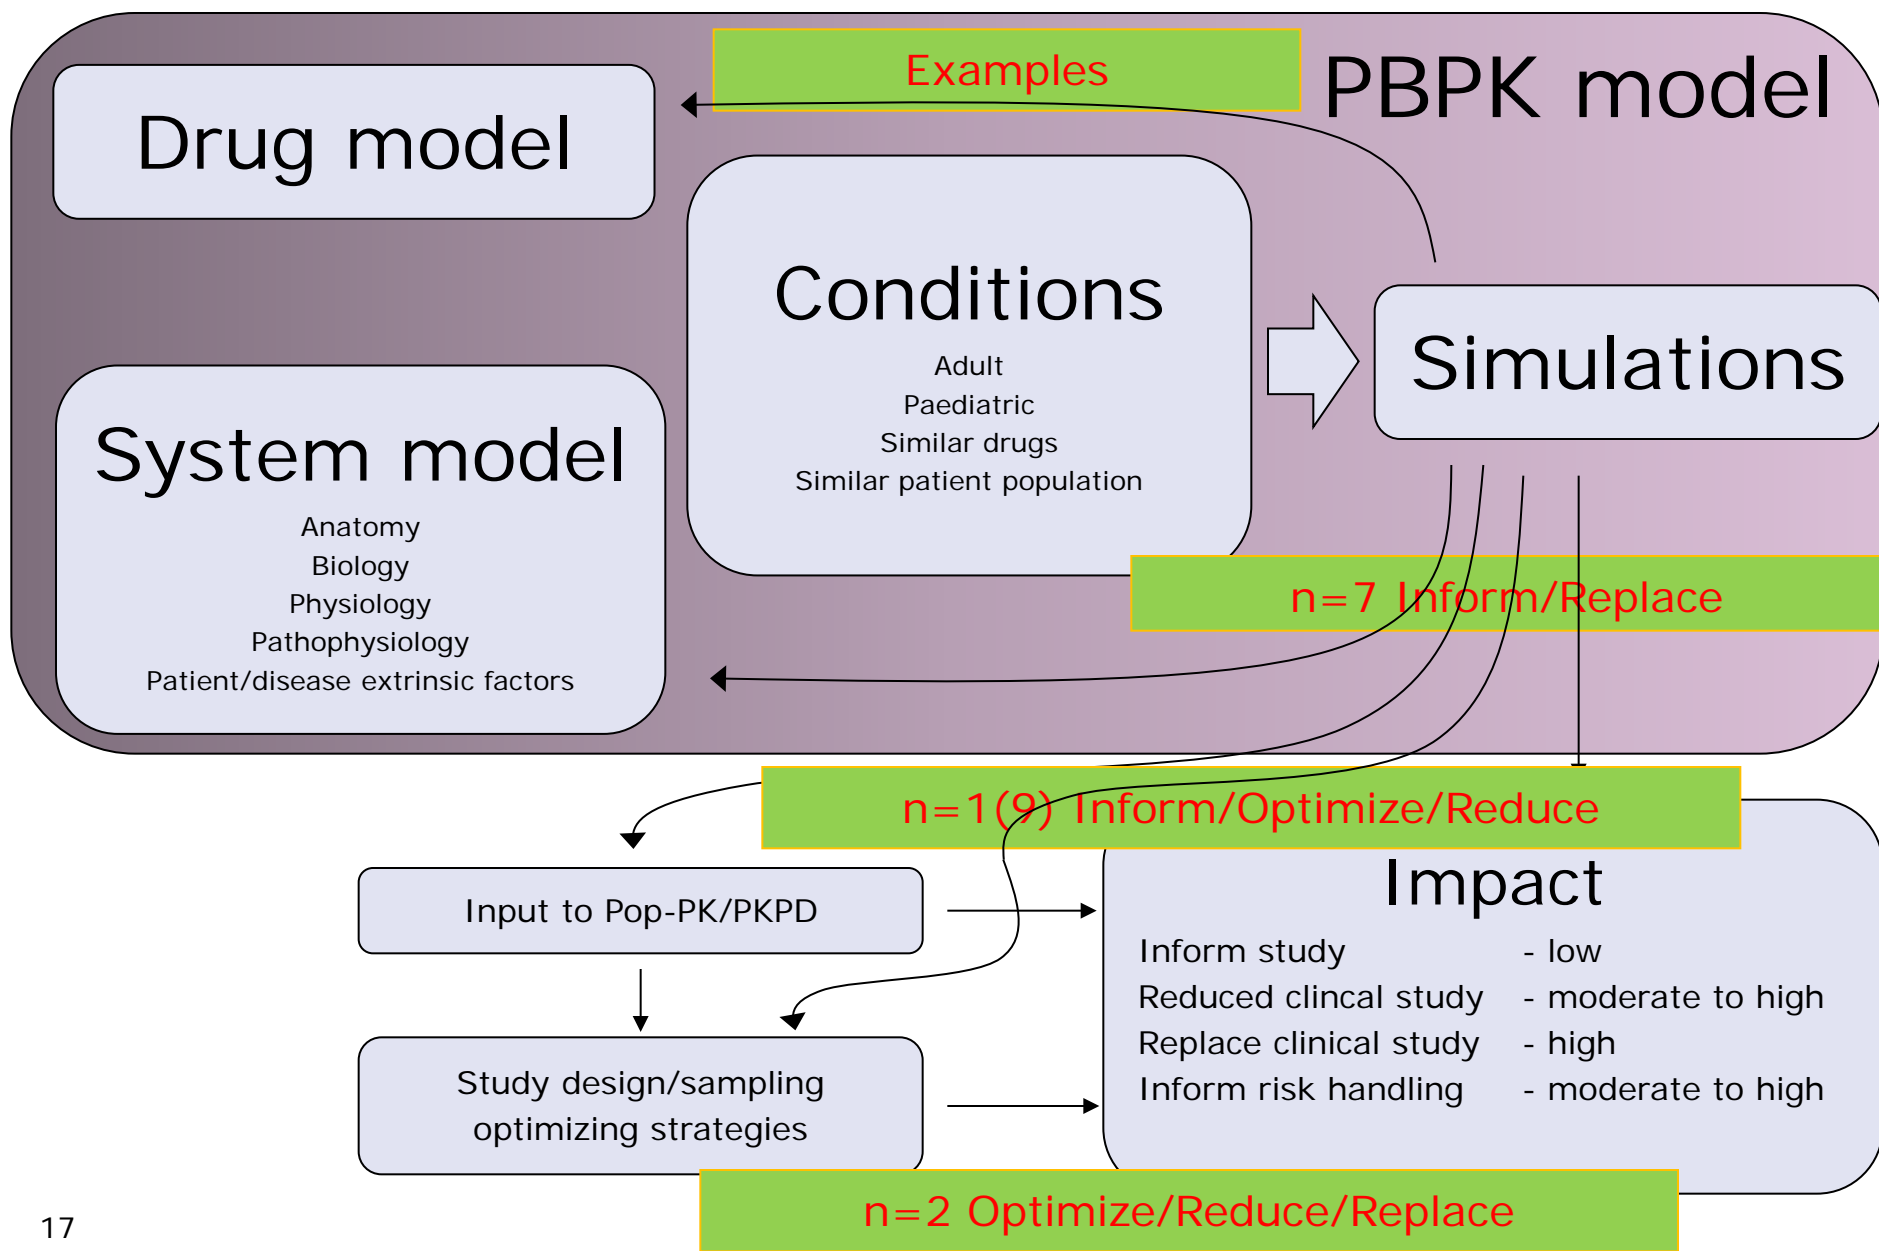 Examples
PBPK model
Drug model
Conditions
Adult
Paediatric
Similar drugs
Similar patient population
Simulations
System model
Anatomy
Biology
Physiology
Pathophysiology
Patient/disease extrinsic factors
n=7 Inform/Replace
n=1(9) Inform/Optimize/Reduce
Input to Pop-PK/PKPD
Impact
Inform study - low
Reduced clincal study - moderate to high
Replace clinical study - high
Inform risk handling - moderate to high
Study design/sampling
optimizing strategies
n=2 Optimize/Reduce/Replace
17